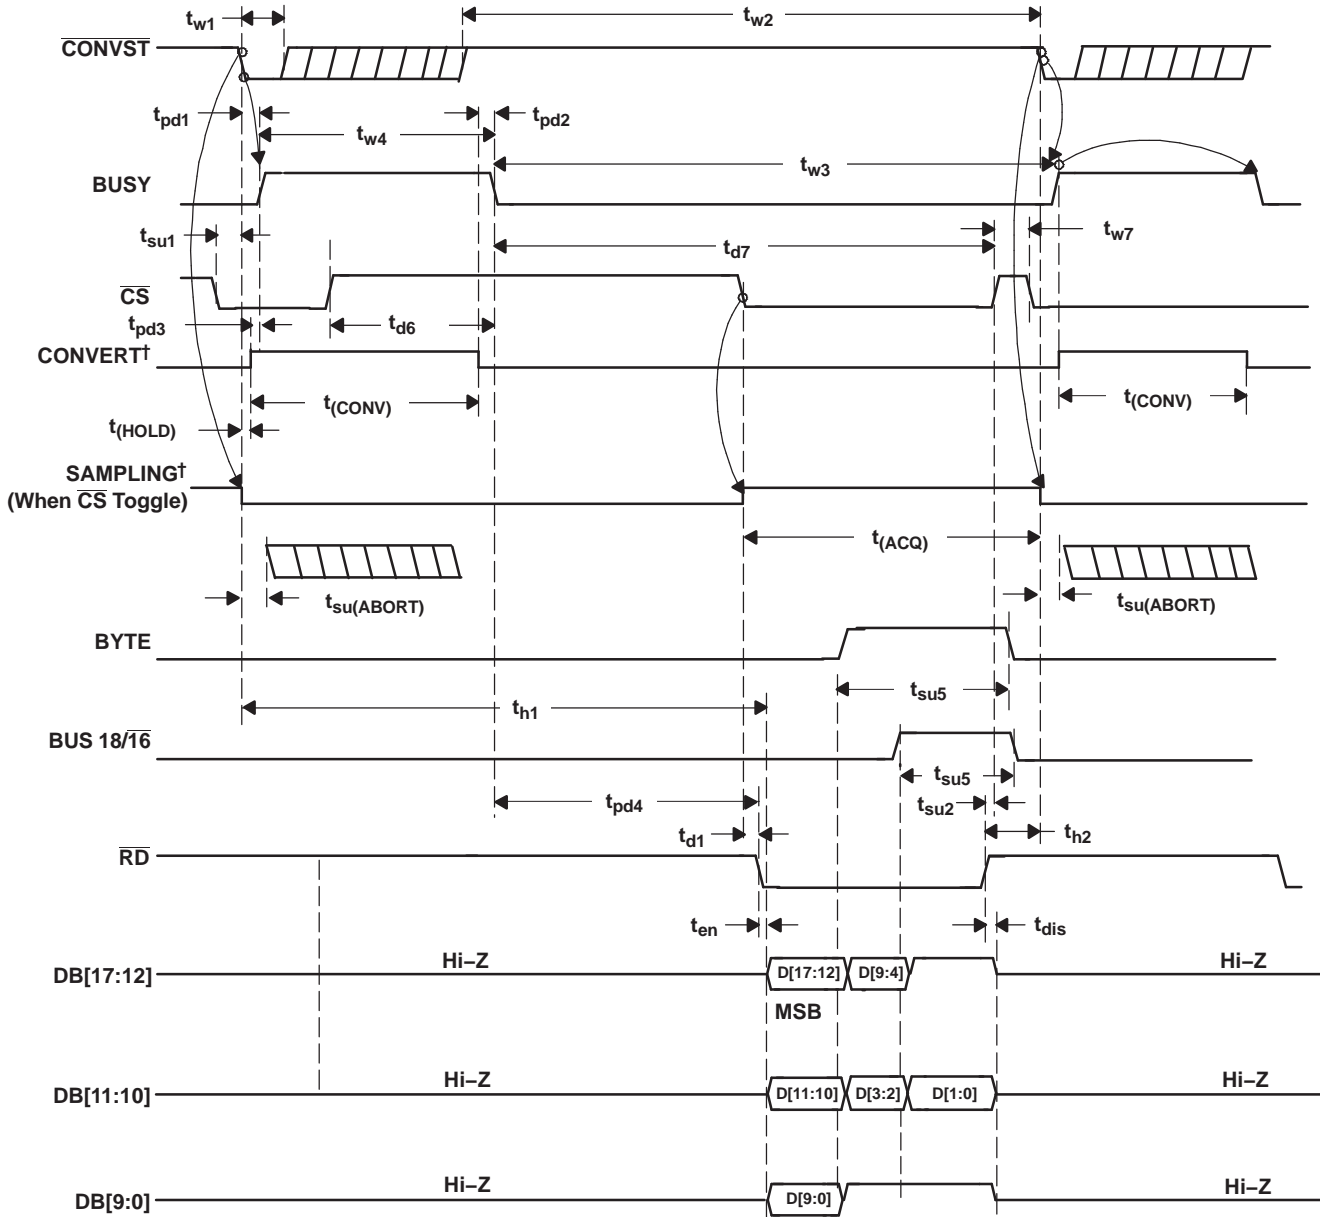 tw1
tw2
CONVST
tpd1
tw4
tpd2
tw3
BUSY
tsu1
tw7
td7
CS
tpd3
td6
CONVERT†
t(CONV)
t(CONV)
t(HOLD)
SAMPLING†
(When CS Toggle)
t(ACQ)
tsu(ABORT)
tsu(ABORT)
BYTE
tsu5
th1
BUS 18/16
tsu5
tpd4
tsu2
td1
th2
RD
ten
tdis
DB[17:12]
Hi–Z
D[17:12]
D[9:4]
Hi–Z
MSB
DB[11:10]
Hi–Z
D[11:10]
D[3:2]
D[1:0]
Hi–Z
DB[9:0]
Hi–Z
D[9:0]
Hi–Z